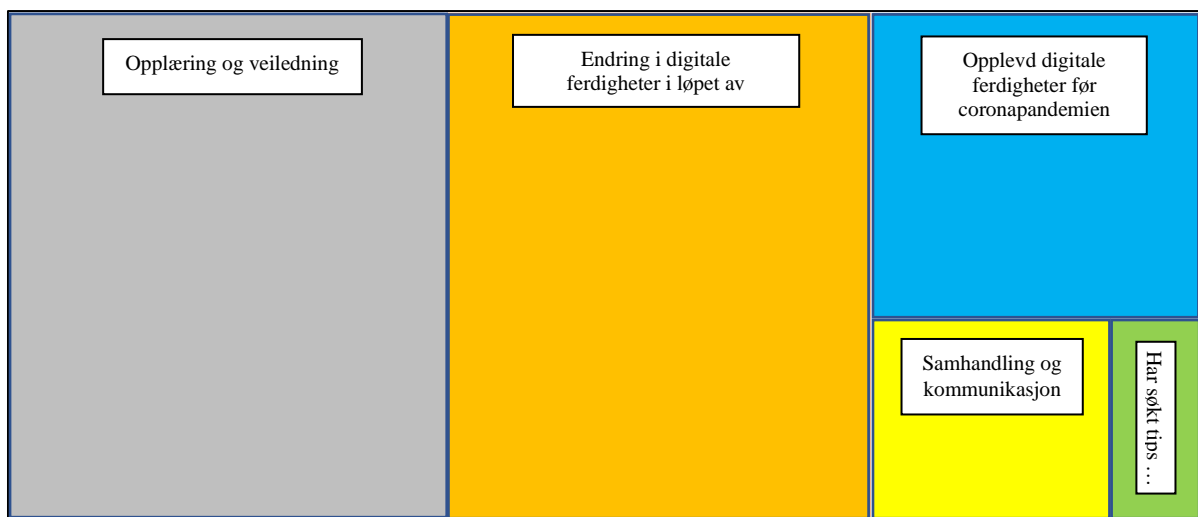 Opplæring og veiledning
Endring i digitale
ferdigheter i løpet av
Opplevd digitale
ferdigheter før
coronapandemien
Samhandling og
kommunikasjon
Har søkt tips …